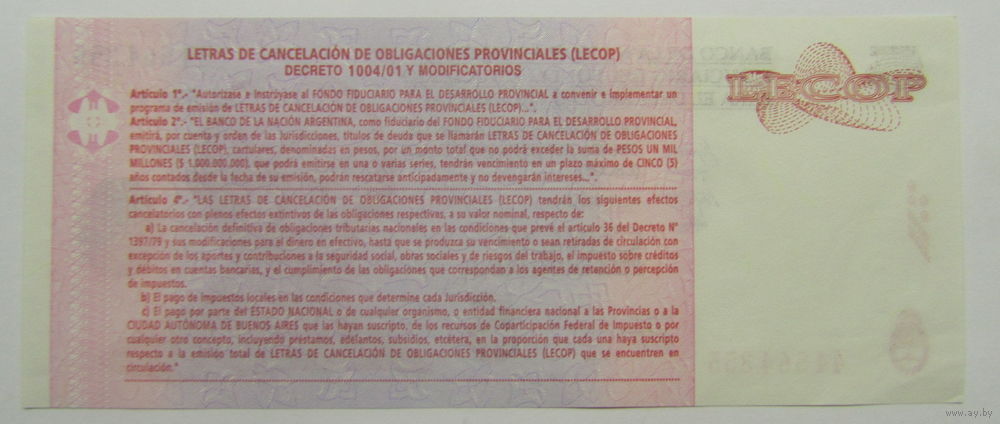 LETRAS DE CANCELACIÓN DE OBLIGACIONES PROVINCIALES (LECOP)
DECRETO 1004/01 Y MODIFICATORIOS
LECOP
Artículo 1º.- "Autorízase e Instrúyase al FONDO FIDUCIARIO PARA EL DESARROLLO PROVINCIAL a convenir e implementar un
programa de emisión de LETRAS DE CANCELACIÓN DE OBLIGACIONES PROVINCIALES (LECOP)...".
Artículo 2º.- "EL BANCO DE LA NACIÓN ARGENTINA, como fiduciario del FONDO FIDUCIARIO PARA EL DESARROLLO PROVINCIAL,
emitirá, por cuenta y orden de las Jurisdicciones, títulos de deuda que se llamarán LETRAS DE CANCELACIÓN DE OBLIGACIONES
PROVINCIALES (LECOP), cartulares, denominadas en pesos, por un monto total que no podrá exceder la suma de PESOS UN MIL
MILLONES ($ 1.000.000.000), que podrá emitirse en una o varias series, tendrán vencimiento en un plazo máximo de CINCO (5)
años contados desde la fecha de su emisión, podrán rescatarse anticipadamente y no devengarán intereses...".
Artículo 4º.- "LAS LETRAS DE CANCELACIÓN DE OBLIGACIONES PROVINCIALES (LECOP) tendrán los siguientes efectos
cancelatorios con plenos efectos extintivos de las obligaciones respectivas, a su valor nominal, respecto de:
a) La cancelación definitiva de obligaciones tributarias nacionales en las condiciones que prevé el artículo 36 del Decreto Nº
1397/79 y sus modificaciones para el dinero en efectivo, hasta que se produzca su vencimiento o sean retiradas de circulación con
excepción de los aportes y contribuciones a la seguridad social, obras sociales y de riesgos del trabajo, el impuesto sobre créditos
y débitos en cuentas bancarias, y el cumplimiento de las obligaciones que correspondan a los agentes de retención o percepción
de impuestos.
b) El pago de impuestos locales en las condiciones que determine cada Jurisdicción.
c) El pago por parte del ESTADO NACIONAL o de cualquier organismo, o entidad financiera nacional a las Provincias o a la
CIUDAD AUTÓNOMA DE BUENOS AIRES que las hayan suscripto, de los recursos de Coparticipación Federal de Impuesto o por
cualquier otro concepto, incluyendo préstamos, adelantos, subsidios, etcétera, en la proporción que cada una haya suscripto
respecto a la emisión total de LETRAS DE CANCELACIÓN DE OBLIGACIONES PROVINCIALES (LECOP) que se encuentren en
circulación."
www.ay.by